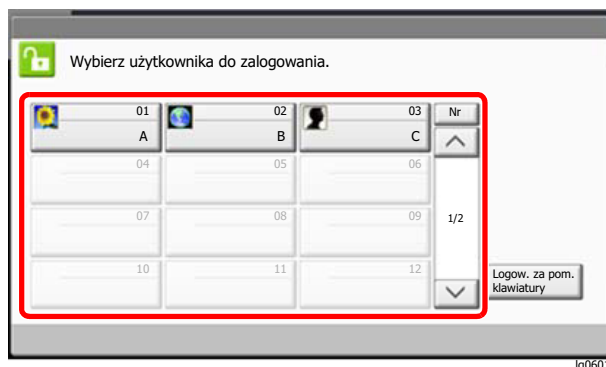 Wybierz użytkownika do zalogowania.
01 02 03 Nr
A B C
04 05 06
07 08 09 1/2
10 11 12
Logow. za pom.
klawiatury